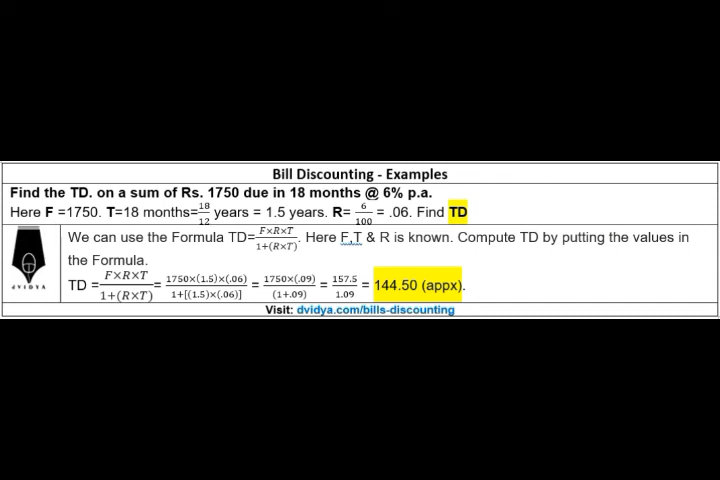 Bill Discounting - Examples
Find the TD. on a sum of Rs. 1750 due in 18 months @ 6% p.a.
Here F =1750. T=18 months=18/12 years = 1.5 years. R= 6/100 = .06. Find TD
We can use the Formula TD=F×R×T/1+(R×T). Here F,T & R is known. Compute TD by putting the values in
the Formula.
TD =F×R×T/1+(R×T)= 1750×(1.5)×(.06)/1+[(1.5)×(.06)] = 1750×(.09)/(1+.09) = 157.5/1.09 = 144.50 (appx).
DVIDYA
Visit: dvidya.com/bills-discounting